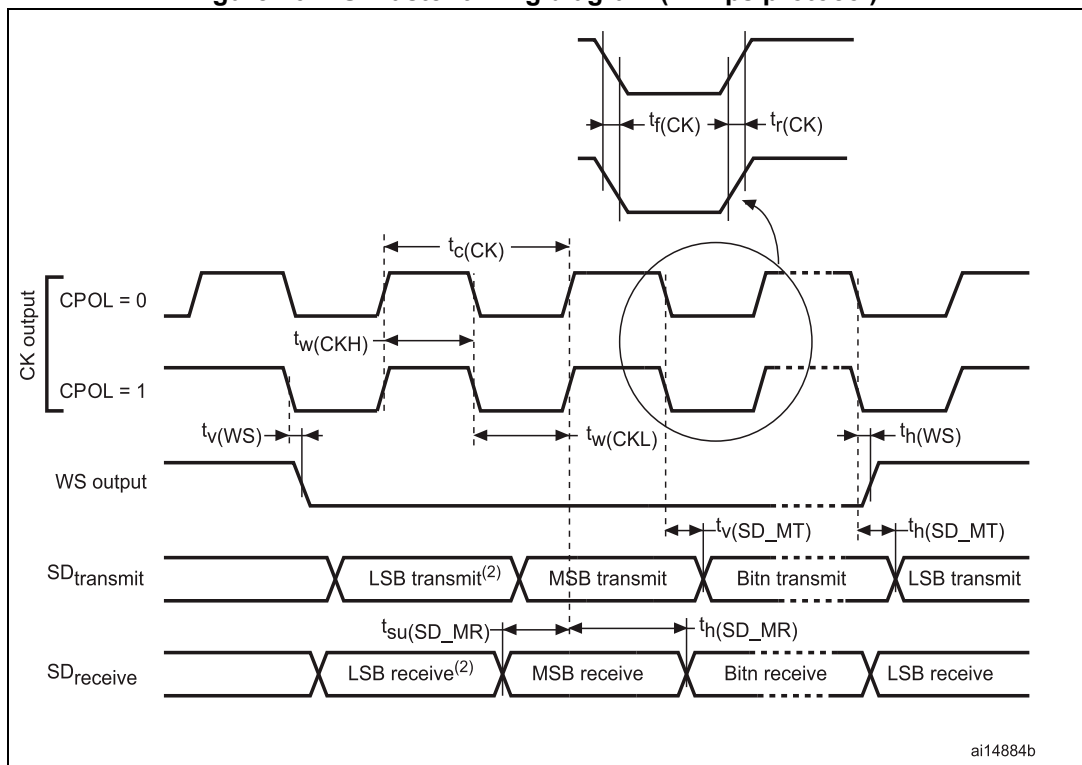 tf(CK)
tr(CK)
tc(CK)
CK output
CPOL = 0
tw(CKH)
CPOL = 1
tv(WS)
tw(CKL)
th(WS)
WS output
tv(SD_MT)
th(SD_MT)
SDtransmit
LSB transmit(2)
MSB transmit
Bitn transmit
LSB transmit
tsu(SD_MR)
th(SD_MR)
SDreceive
LSB receive(2)
MSB receive
Bitn receive
LSB receive
ai14884b